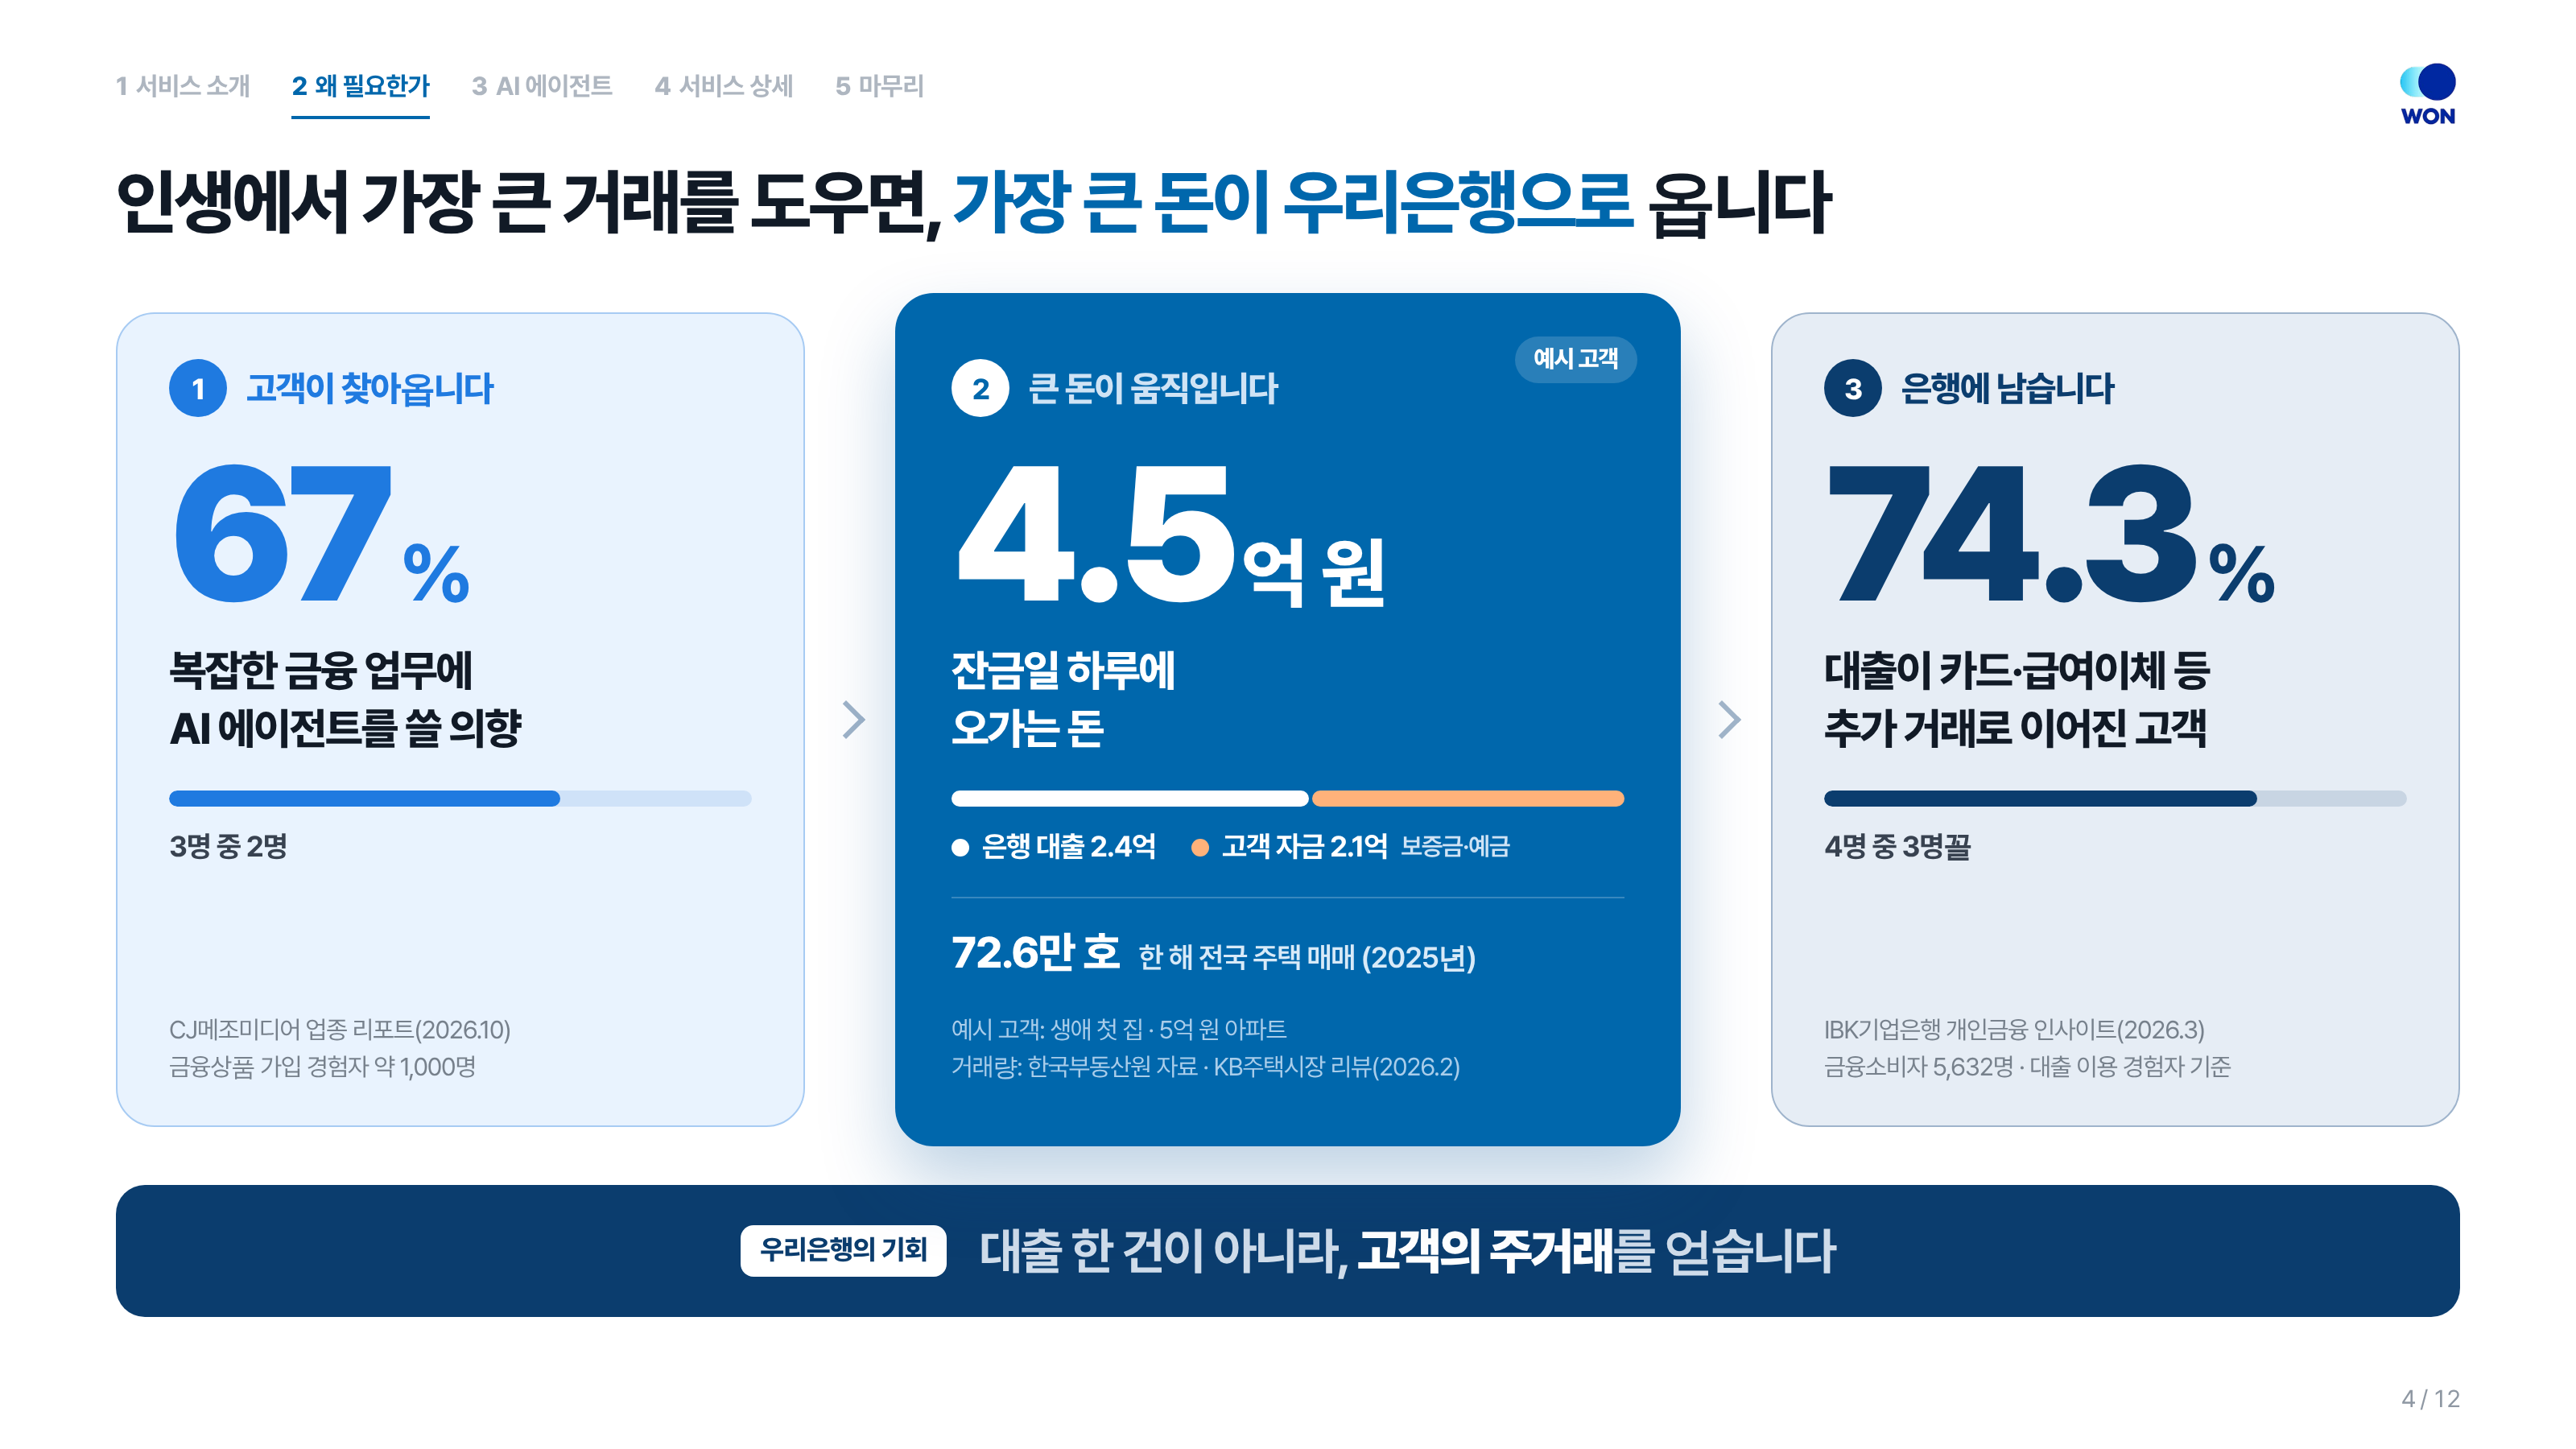 1 서비스 소개 2 왜 필요한가 3 AI 에이전트 4 서비스 상세 5 마무리
WON
인생에서 가장 큰 거래를 도우면, 가장 큰 돈이 우리은행으로 옵니다
1 고객이 찾아옵니다
67%
복잡한 금융 업무에
AI 에이전트를 쓸 의향
3명 중 2명
CJ메조미디어 업종 리포트(2026.10)
금융상품 가입 경험자 약 1,000명
예시 고객
2 큰 돈이 움직입니다
4.5억 원
잔금일 하루에
오가는 돈
은행 대출 2.4억 고객 자금 2.1억 보증금·예금
72.6만 호 한 해 전국 주택 매매 (2025년)
예시 고객: 생애 첫 집 · 5억 원 아파트
거래량: 한국부동산원 자료 · KB주택시장 리뷰(2026.2)
3 은행에 남습니다
74.3%
대출이 카드·급여이체 등
추가 거래로 이어진 고객
4명 중 3명꼴
IBK기업은행 개인금융 인사이트(2026.3)
금융소비자 5,632명 · 대출 이용 경험자 기준
우리은행의 기회 대출 한 건이 아니라, 고객의 주거래를 얻습니다
4 / 12